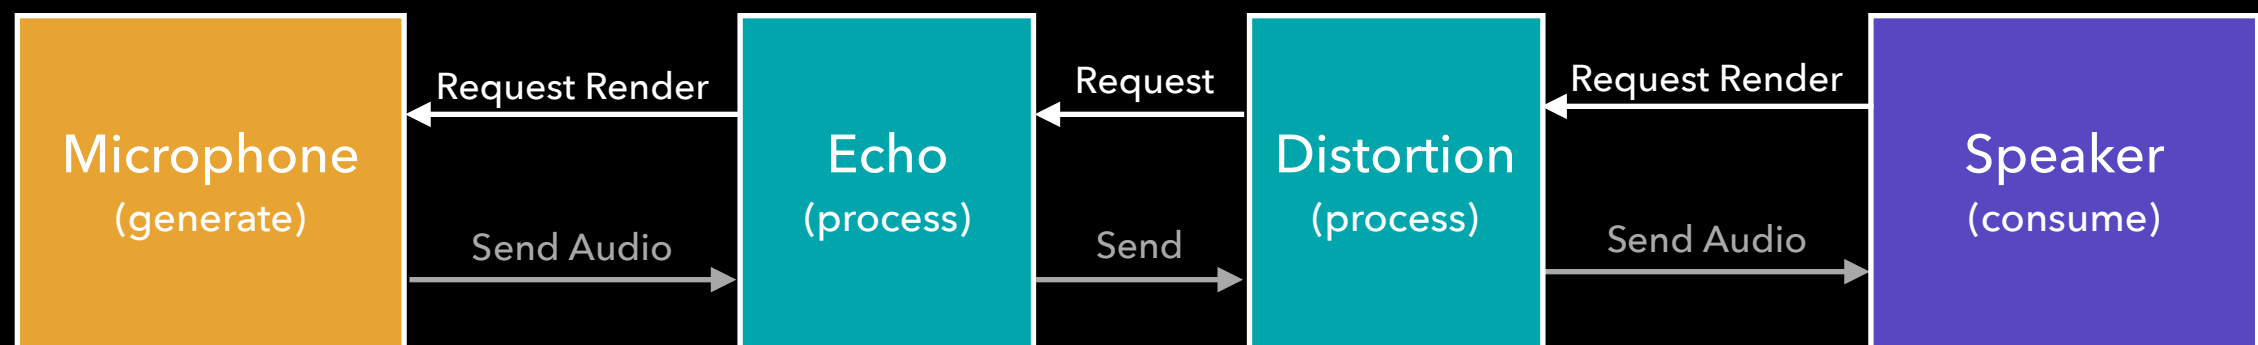 Request Render
Request
Request Render
Microphone
(generate)
Echo
(process)
Distortion
(process)
Speaker
(consume)
Send Audio
Send
Send Audio